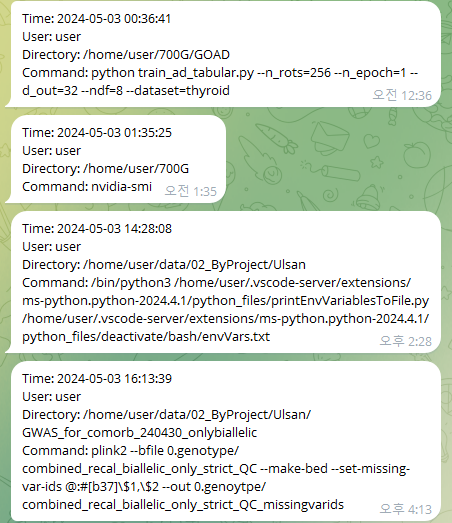 Time: 2024-05-03 00:36:41
User: user
Directory: /home/user/700G/GOAD
Command: python train_ad_tabular.py --n_rots=256 --n_epoch=1 --
d_out=32 --ndf=8 --dataset=thyroid
오전 12:36
Time: 2024-05-03 01:35:25
User: user
Directory: /home/user/700G
Command: nvidia-smi
오전 1:35
Time: 2024-05-03 14:28:08
User: user
Directory: /home/user/data/02_ByProject/Ulsan
Command: /bin/python3 /home/user/.vscode-server/extensions/
ms-python.python-2024.4.1/python_files/printEnvVariablesToFile.py
/home/user/.vscode-server/extensions/ms-python.python-2024.4.1/
python_files/deactivate/bash/envVars.txt
오후 2:28
Time: 2024-05-03 16:13:39
User: user
Directory: /home/user/data/02_ByProject/Ulsan/
GWAS_for_comorb_240430_onlybiallelic
Command: plink2 --bfile 0.genotype/
combined_recal_biallelic_only_strict_QC --make-bed --set-missing-
var-ids @:#[b37]\$1,\$2 --out 0.genoytpe/
combined_recal_biallelic_only_strict_QC_missingvarids
오후 4:13